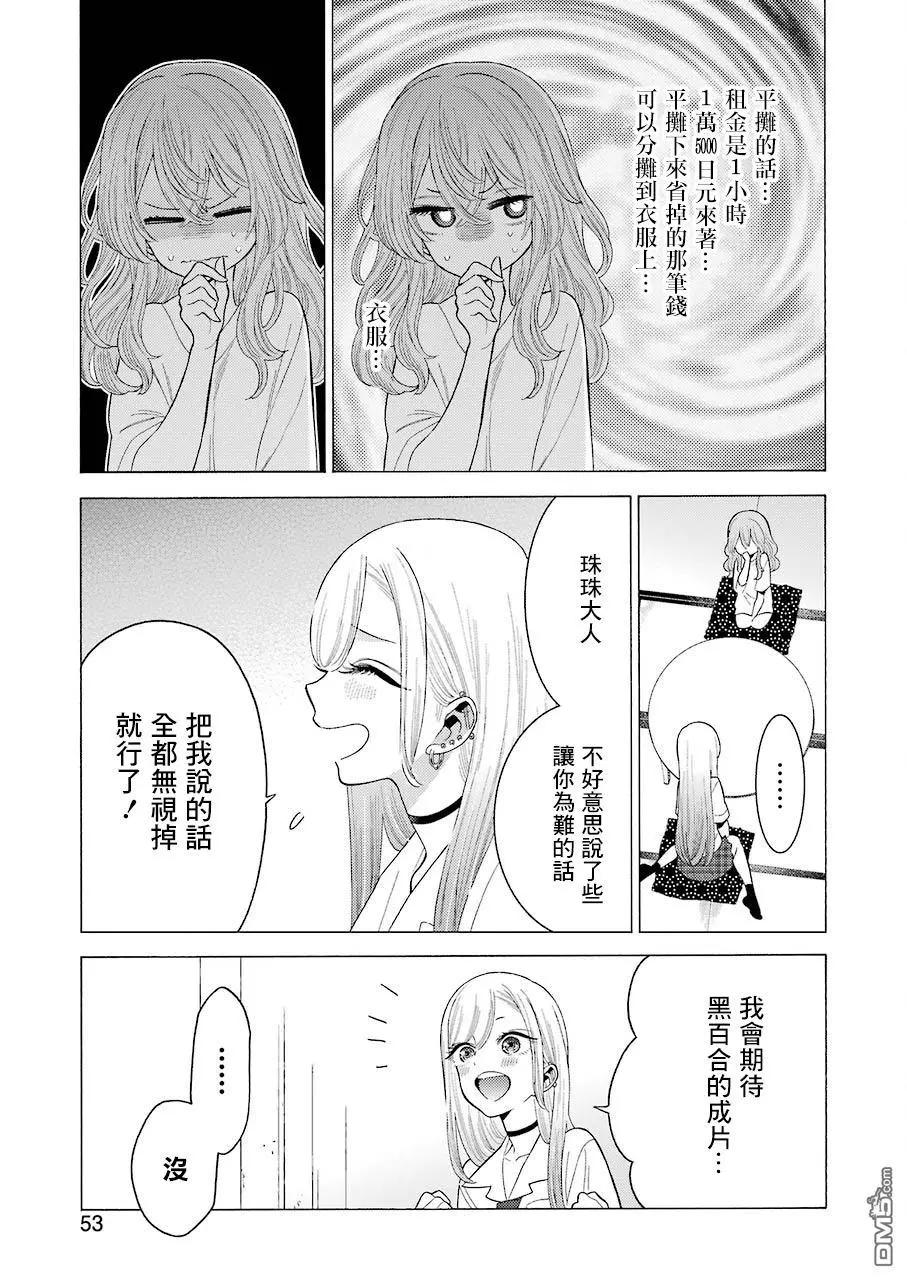 平攤的話…
租金是1小時
1萬5000日元來著…
平攤下來省掉的那筆錢
可以分攤到衣服上…
衣服…
……
珠珠大人
不好意思說了些
讓你為難的話
把我說的話
全都無視掉
就行了！
我會期待
黑百合的成片…
……
沒
53
DM5.com